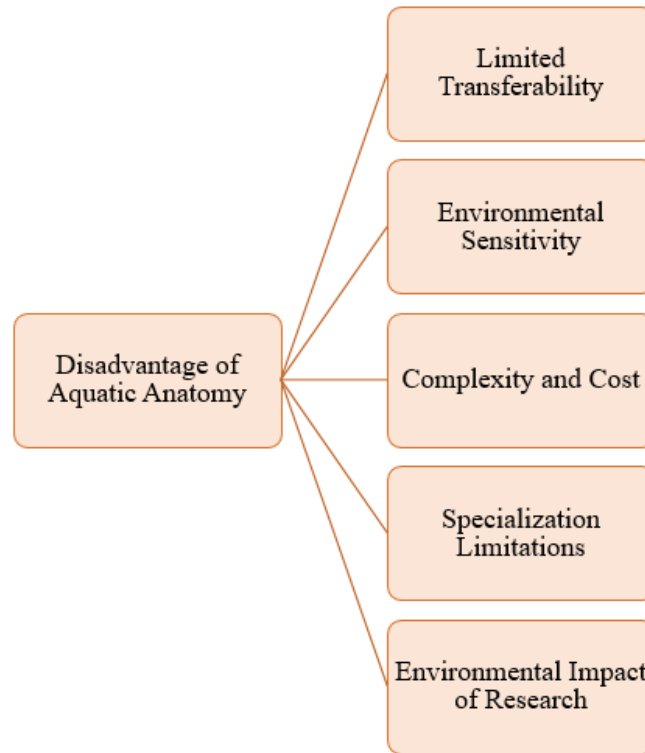 Limited
Transferability
Environmental
Sensitivity
Disadvantage of
Aquatic Anatomy
Complexity and Cost
Specialization
Limitations
Environmental Impact
of Research